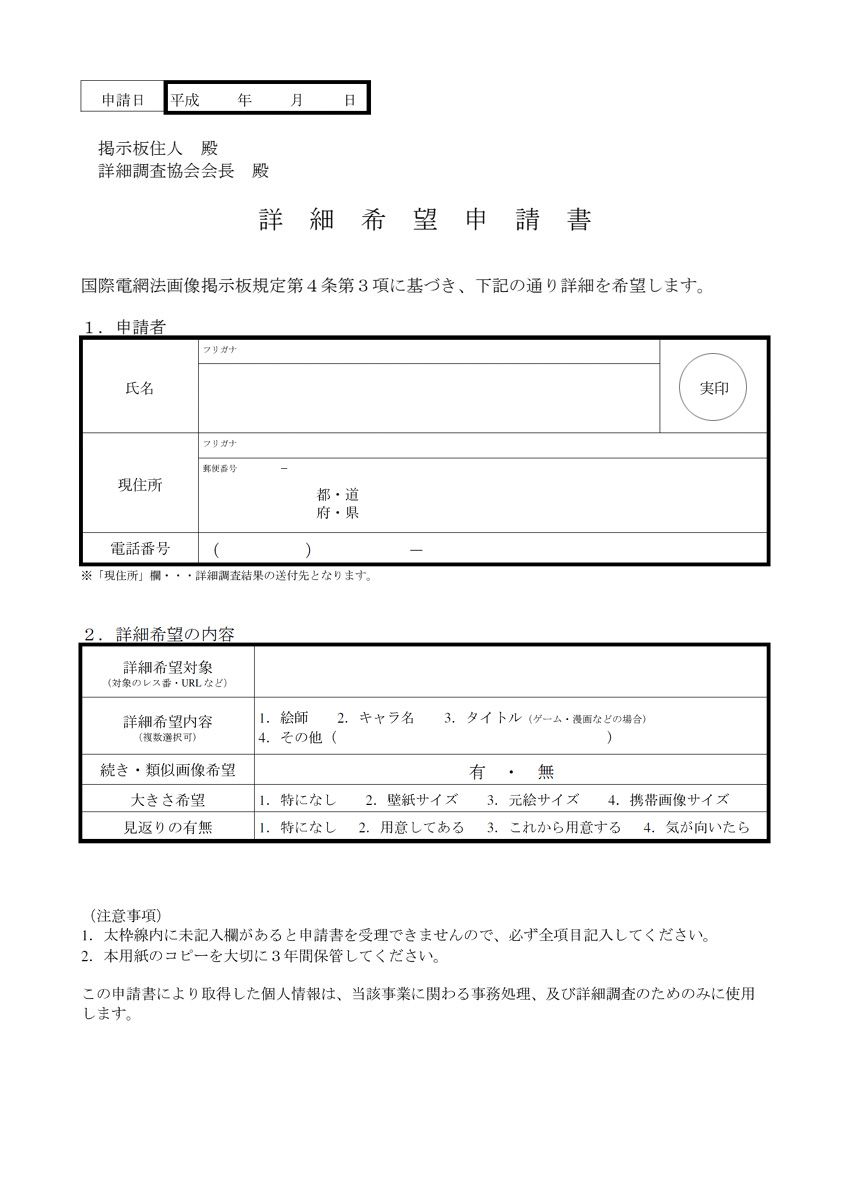 申請日 平成 年 月 日
掲示板住人 殿
詳細調査協会会長 殿
詳 細 希 望 申 請 書
国際電網法画像掲示板規定第４条第３項に基づき、下記の通り詳細を希望します。
１．申請者
氏名
フリガナ
実印
現住所
フリガナ
郵便番号 －
都・道
府・県
電話番号 （ ） －
※「現住所」欄・・・詳細調査結果の送付先となります。
２．詳細希望の内容
詳細希望対象
（対象のレス番・URL など）
詳細希望内容
（複数選択可）
1．絵師 2．キャラ名 3．タイトル（ゲーム・漫画などの場合）
4．その他（ ）
続き・類似画像希望 有 ・ 無
大きさ希望 1．特になし 2．壁紙サイズ 3．元絵サイズ 4．携帯画像サイズ
見返りの有無 1．特になし 2．用意してある 3．これから用意する 4．気が向いたら
（注意事項）
1．太枠線内に未記入欄があると申請書を受理できませんので、必ず全項目記入してください。
2．本用紙のコピーを大切に３年間保管してください。
この申請書により取得した個人情報は、当該事業に関わる事務処理、及び詳細調査のためのみに使用
します。